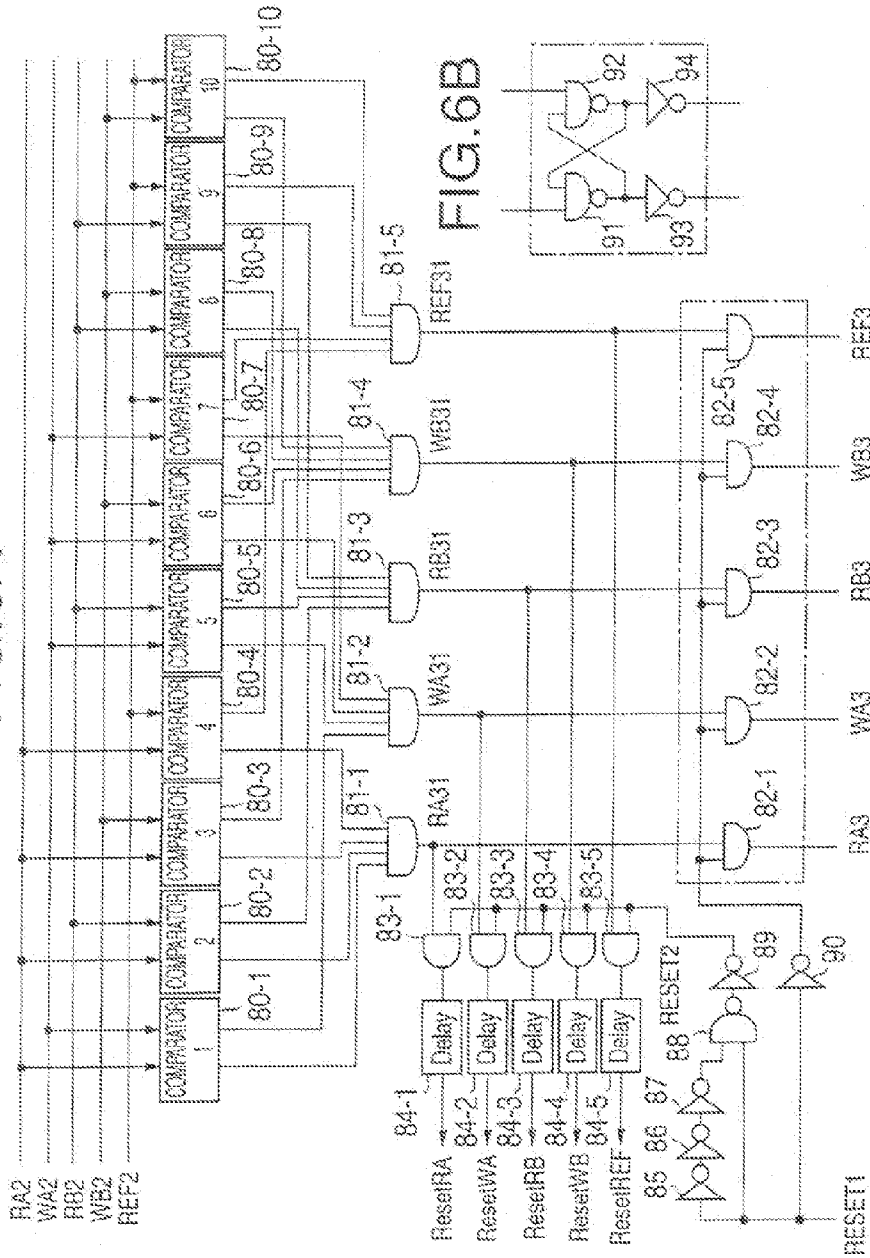 RA2
WA2
RB2
WB2
REF2
COMPARATOR 1
COMPARATOR 2
COMPARATOR 3
COMPARATOR 4
COMPARATOR 5
COMPARATOR 6
COMPARATOR 7
COMPARATOR 8
COMPARATOR 9
COMPARATOR 10
80-1
80-2
80-3
80-4
80-5
80-6
80-7
80-8
80-9
80-10
81-1
81-2
81-3
81-4
81-5
RA31
WA31
RB31
WB31
REF31
83-1
83-2
83-3
83-4
83-5
84-1
84-2
84-3
84-4
84-5
Delay
Delay
Delay
Delay
Delay
ResetRA
ResetWA
ResetRB
ResetWB
ResetREF
RESET2
85
86
87
88
89
90
RESET1
82-1
82-2
82-3
82-4
82-5
RA3
WA3
RB3
WB3
REF3
FIG.6B
91
92
93
94